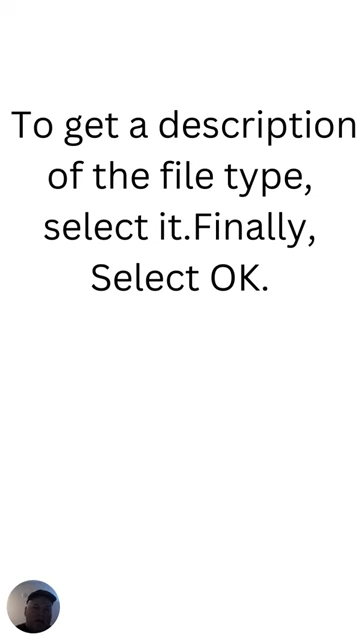 To get a description
of the file type,
select it.Finally,
Select OK.